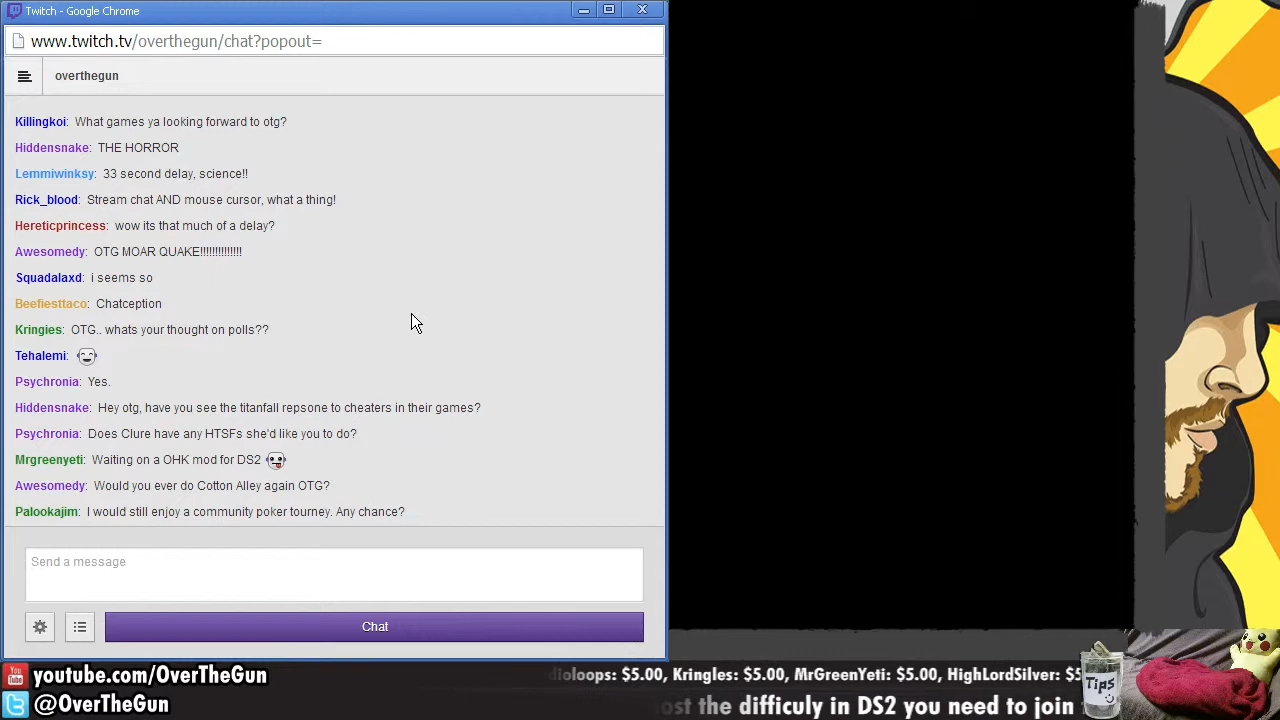 Twitch - Google Chrome
www.twitch.tv/overthegun/chat?popout=
overthegun
Killingkoi: What games ya looking forward to otg?
Hiddensnake: THE HORROR
Lemmiwinksy: 33 second delay, science!!
Rick_blood: Stream chat AND mouse cursor, what a thing!
Hereticprincess: wow its that much of a delay?
Awesomedy: OTG MOAR QUAKE!!!!!!!!!!!!!!
Squadalaxd: i seems so
Beefiesttaco: Chatception
Kringies: OTG.. whats your thought on polls??
Tehalemi:
Psychronia: Yes.
Hiddensnake: Hey otg, have you see the titanfall repsone to cheaters in their games?
Psychronia: Does Clure have any HTSFs she'd like you to do?
Mrgreenyeti: Waiting on a OHK mod for DS2
Awesomedy: Would you ever do Cotton Alley again OTG?
Palookajim: I would still enjoy a community poker tourney. Any chance?
Send a message
Chat
You Tube youtube.com/OverTheGun
dioloops: $5.00, Kringles: $5.00, MrGreenYeti: $5.00, HighLordSilver: $5
Tips
@OverTheGun
ost the difficuly in DS2 you need to join